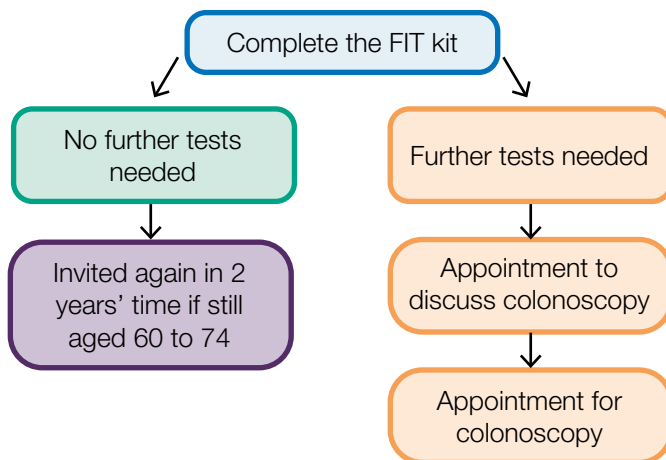 Complete the FIT kit
No further tests
needed
Further tests needed
Invited again in 2
years’ time if still
aged 60 to 74
Appointment to
discuss colonoscopy
Appointment for
colonoscopy